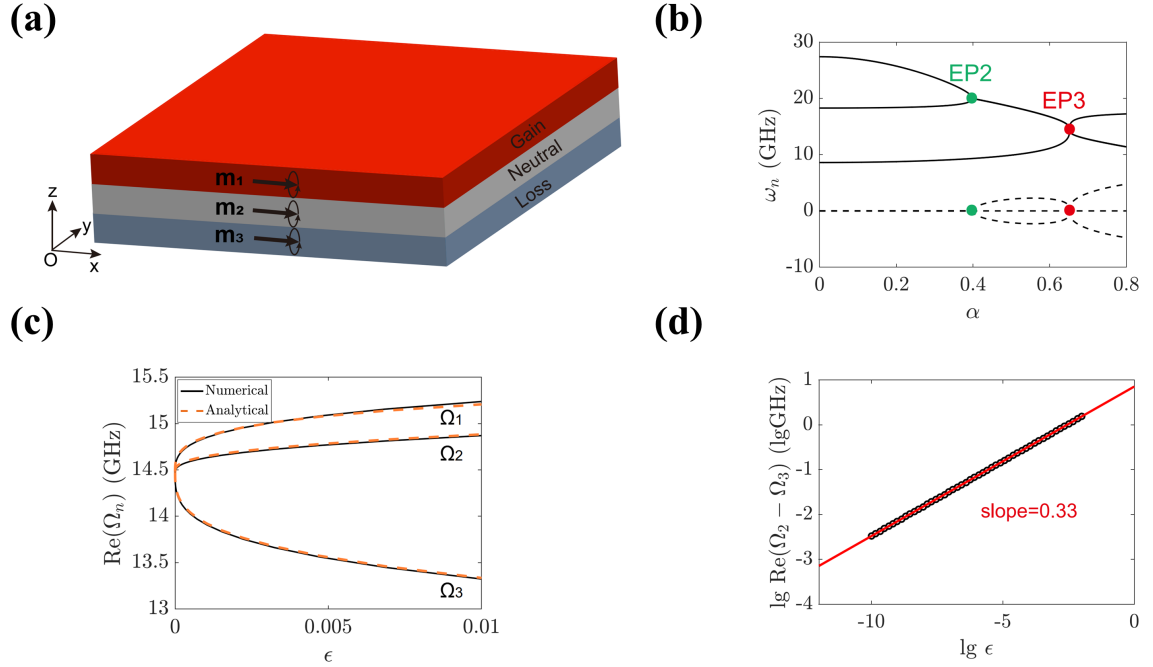 (a)
Gain
Neutral
Loss
m₁
m₂
m₃
z
y
O
x
(b)
30
20
10
0
-10
ωₙ (GHz)
EP2
EP3
0
0.2
0.4
0.6
0.8
α
(c)
15.5
15
14.5
14
13.5
13
Re(Ωₙ) (GHz)
Numerical
Analytical
Ω₁
Ω₂
Ω₃
0
0.005
0.01
ϵ
(d)
1
0
-1
-2
-3
-4
lg Re(Ω₂ − Ω₃) (lgGHz)
slope=0.33
-10
-5
0
lg ϵ